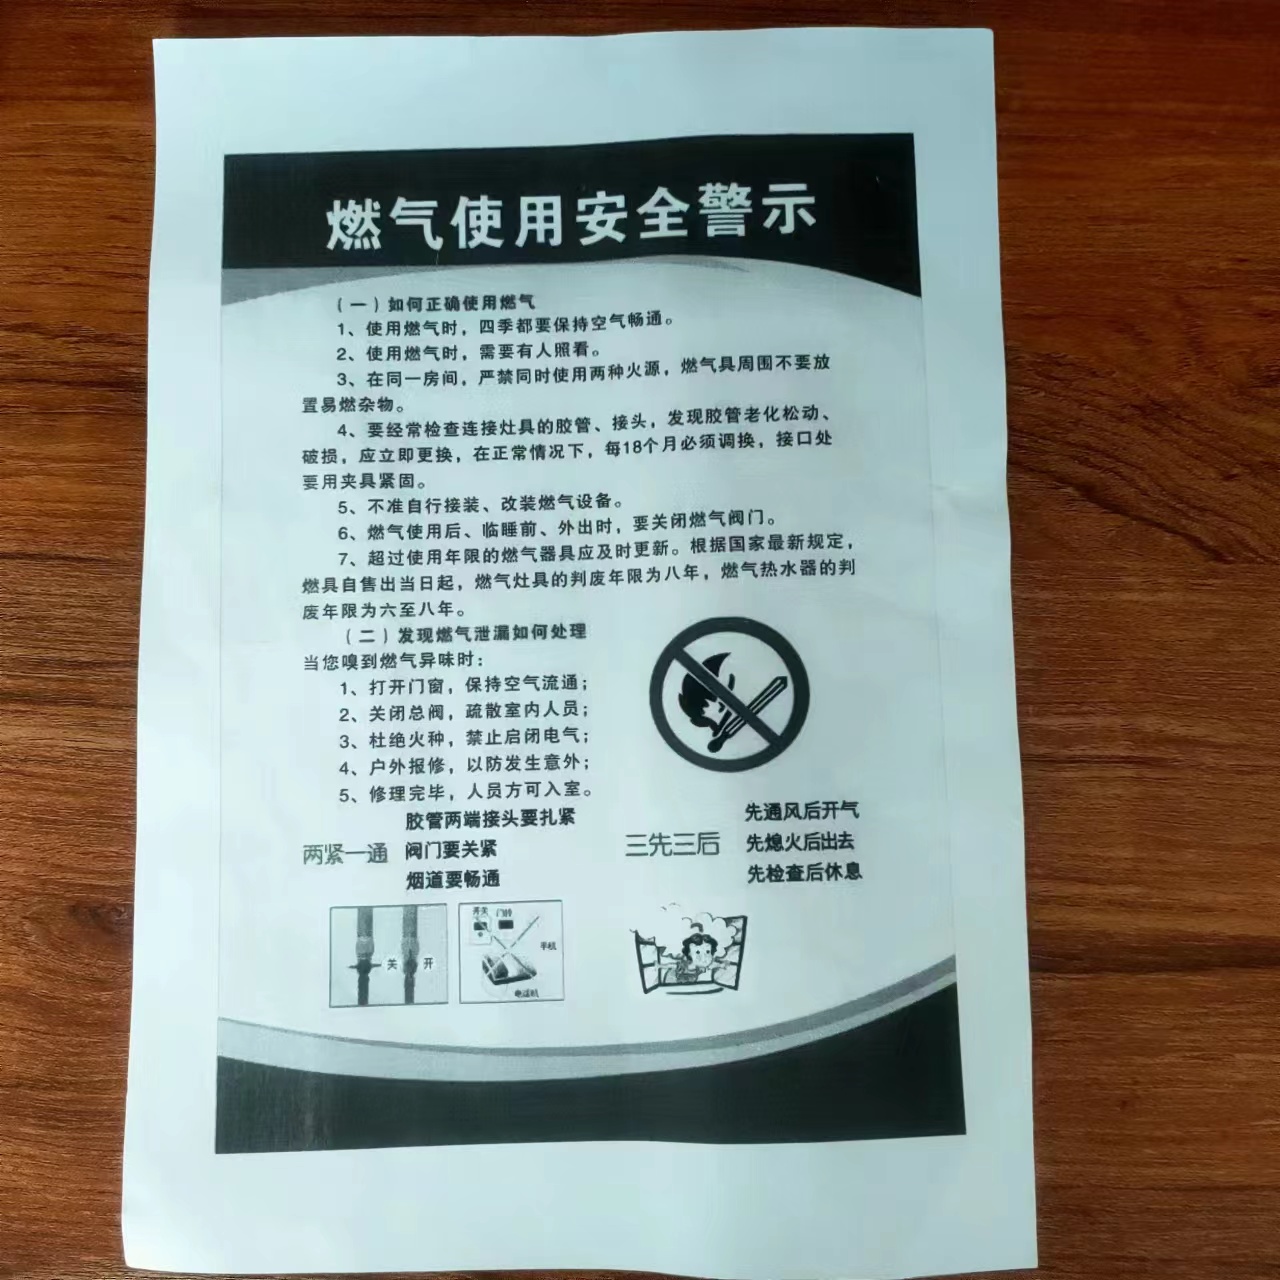 燃气使用安全警示
（一）如何正确使用燃气
1、使用燃气时，四季都要保持空气畅通。
2、使用燃气时，需要有人照看。
3、在同一房间，严禁同时使用两种火源，燃气具周围不要放
置易燃杂物。
4、要经常检查连接灶具的胶管、接头，发现胶管老化松动、
破损，应立即更换，在正常情况下，每18个月必须调换，接口处
要用夹具紧固。
5、不准自行接装、改装燃气设备。
6、燃气使用后、临睡前、外出时，要关闭燃气阀门。
7、超过使用年限的燃气器具应及时更新。根据国家最新规定，
燃具自售出当日起，燃气灶具的判废年限为八年，燃气热水器的判
废年限为六至八年。
（二）发现燃气泄漏如何处理
当您嗅到燃气异味时：
1、打开门窗，保持空气流通；
2、关闭总阀，疏散室内人员；
3、杜绝火种，禁止启闭电气；
4、户外报修，以防发生意外；
5、修理完毕，人员方可入室。
两紧一通
胶管两端接头要扎紧
阀门要关紧
烟道要畅通
三先三后
先通风后开气
先熄火后出去
先检查后休息
关 开
开关 门铃
手机
电话机